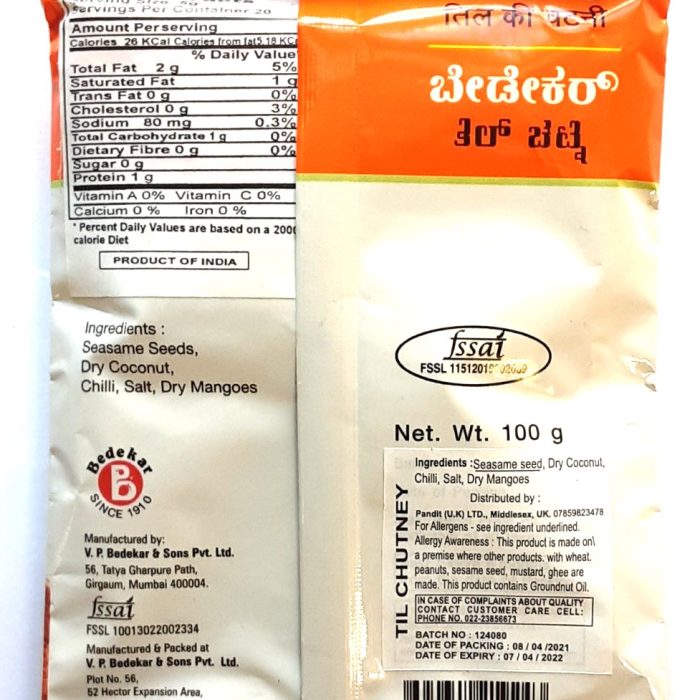 Servings Per Container 20
Amount Perserving
Calories 26 KCal Calories from fat5.18 KC
% Daily Value
Total Fat 2 g 5%
Saturated Fat 1 g
Trans Fat 0 g 0%
Cholesterol 0 g 3%
Sodium 80 mg 0.3%
Total Carbohydrate 1 g 0%
Dietary Fibre 0 g 0%
Sugar 0 g
Protein 1 g
Vitamin A 0% Vitamin C 0%
Calcium 0 % Iron 0 %
* Percent Daily Values are based on a 200
calorie Diet
PRODUCT OF INDIA
Ingredients :
Seasame Seeds,
Dry Coconut,
Chilli, Salt, Dry Mangoes
Bedekar
SINCE 1910
Manufactured by:
V. P. Bedekar & Sons Pvt. Ltd.
56, Tatya Gharpure Path,
Girgaum, Mumbai 400004.
fssai
FSSL 10013022002334
Manufactured & Packed at
V. P. Bedekar & Sons Pvt. Ltd.
Plot No. 56,
52 Hector Expansion Area,
तिल की चटनी
ಬೇಡೇಕರ್
ತಿಲ್ ಚಟ್ನಿ
fssai
FSSL
Net. Wt. 100 g
TIL CHUTNEY
Ingredients :Seasame seed, Dry Coconut,
Chilli, Salt, Dry Mangoes
Distributed by :
Pandit (U.K) LTD., Middlesex, UK. 07859823478
For Allergens - see ingredient underlined.
Allergy Awareness : This product is made onl
a premise where other products. with wheat.
peanuts, sesame seed, mustard, ghee are
made. This product contains Groundnut Oil.
IN CASE OF COMPLAINTS ABOUT QUALITY
CONTACT CUSTOMER CARE CELL:
PHONE NO. 022-23856673
BATCH NO : 124080
DATE OF PACKING : 08 / 04 /2021
DATE OF EXPIRY : 07 / 04 / 2022